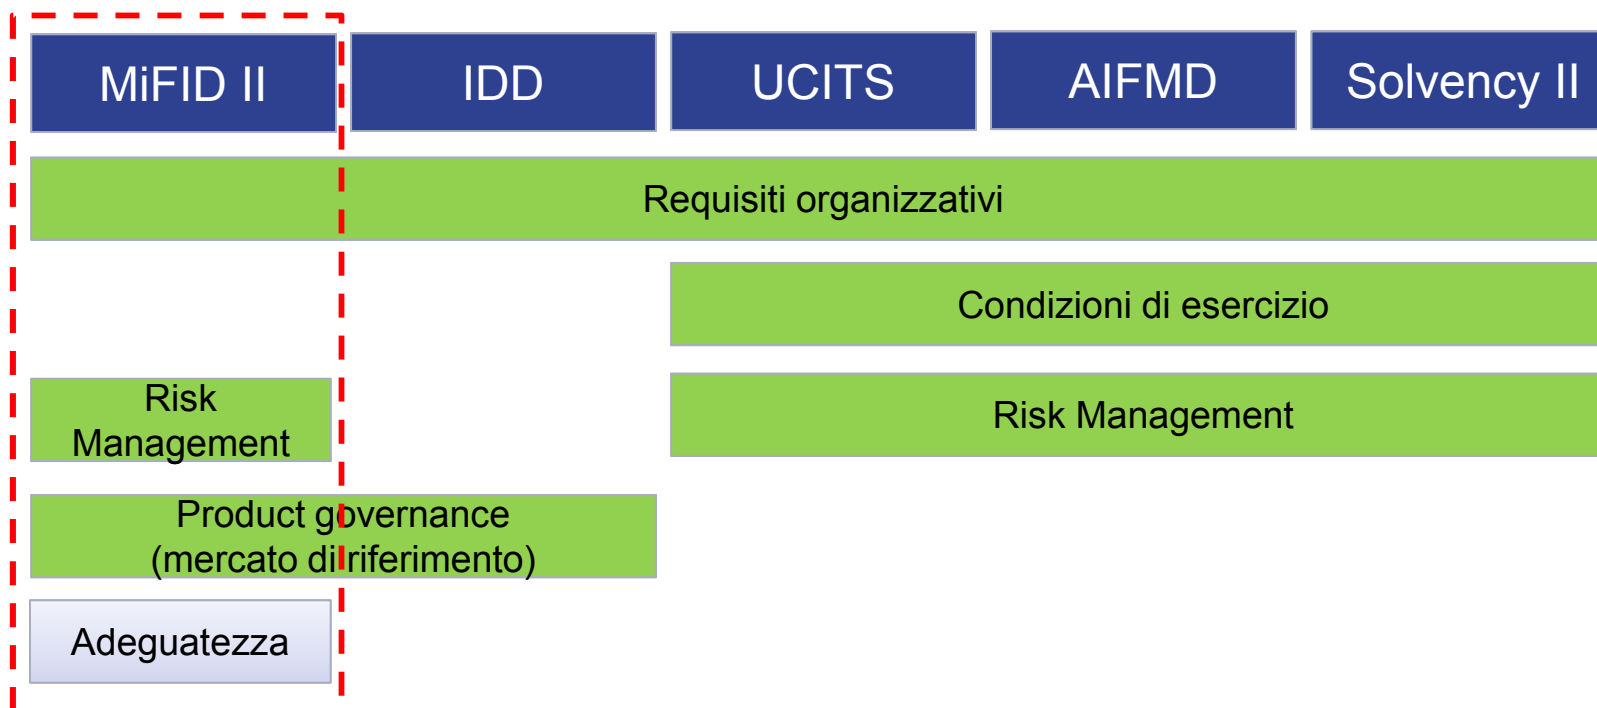 MiFID II
IDD
UCITS
AIFMD
Solvency II
Requisiti organizzativi
Condizioni di esercizio
Risk
Management
Risk Management
Product governance
(mercato di riferimento)
Adeguatezza